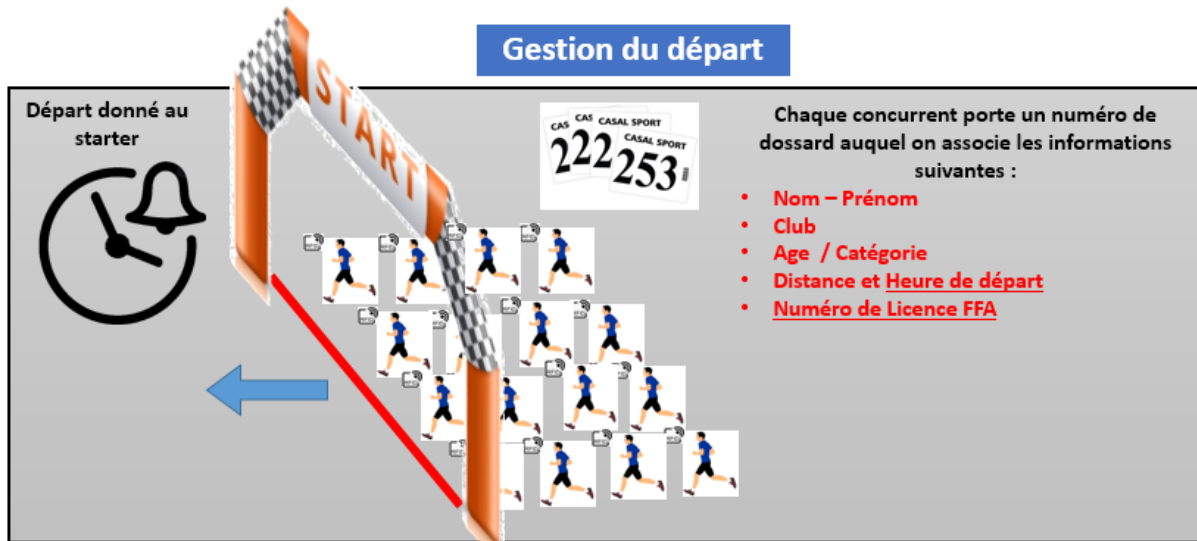 Gestion du départ
Départ donné au
starter
START
CASAL SPORT
CASAL SPORT
253
Chaque concurrent porte un numéro de
dossard auquel on associe les informations
suivantes :
• Nom – Prénom
• Club
• Age / Catégorie
• Distance et Heure de départ
• Numéro de Licence FFA